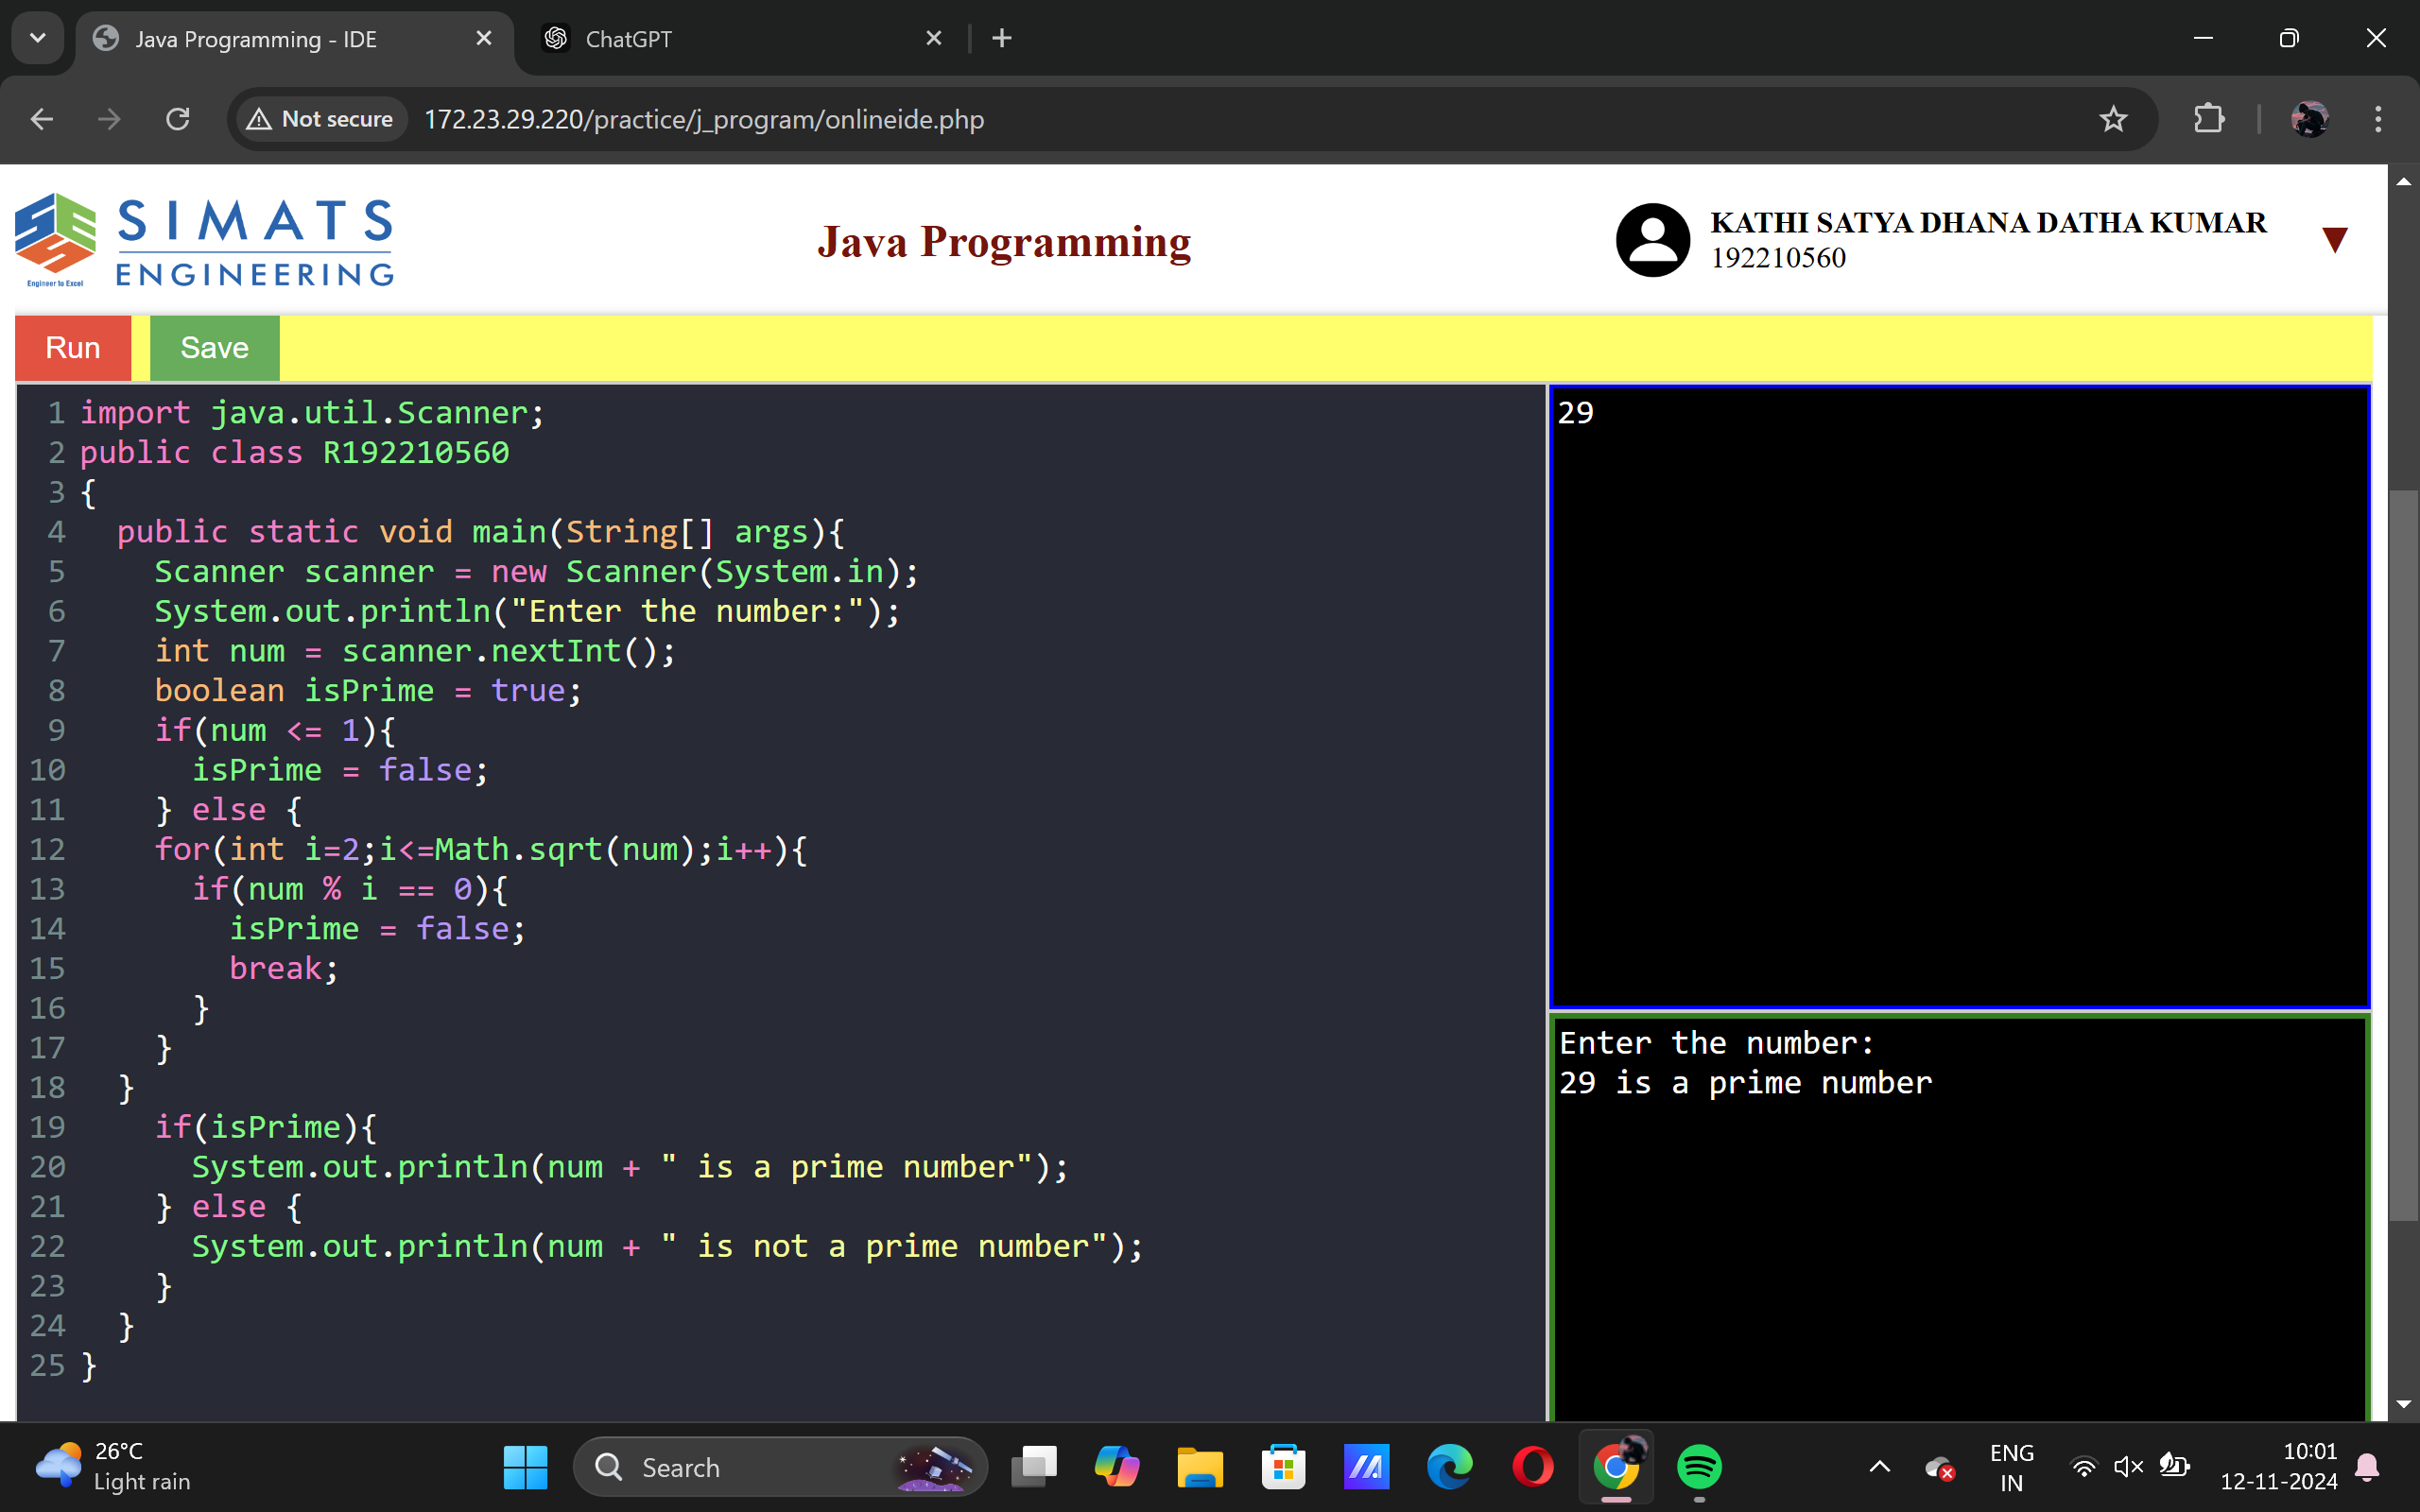 Java Programming - IDE
ChatGPT
Not secure
172.23.29.220/practice/j_program/onlineide.php
SIMATS
ENGINEERING
Engineer to Excel
Java Programming
KATHI SATYA DHANA DATHA KUMAR
192210560
Run
Save
1 import java.util.Scanner;
2 public class R192210560
3 {
4   public static void main(String[] args){
5     Scanner scanner = new Scanner(System.in);
6     System.out.println("Enter the number:");
7     int num = scanner.nextInt();
8     boolean isPrime = true;
9     if(num <= 1){
10       isPrime = false;
11     } else {
12     for(int i=2;i<=Math.sqrt(num);i++){
13       if(num % i == 0){
14         isPrime = false;
15         break;
16       }
17     }
18   }
19     if(isPrime){
20       System.out.println(num + " is a prime number");
21     } else {
22       System.out.println(num + " is not a prime number");
23     }
24   }
25 }
29
Enter the number:
29 is a prime number
26°C
Light rain
Search
ENG
IN
10:01
12-11-2024